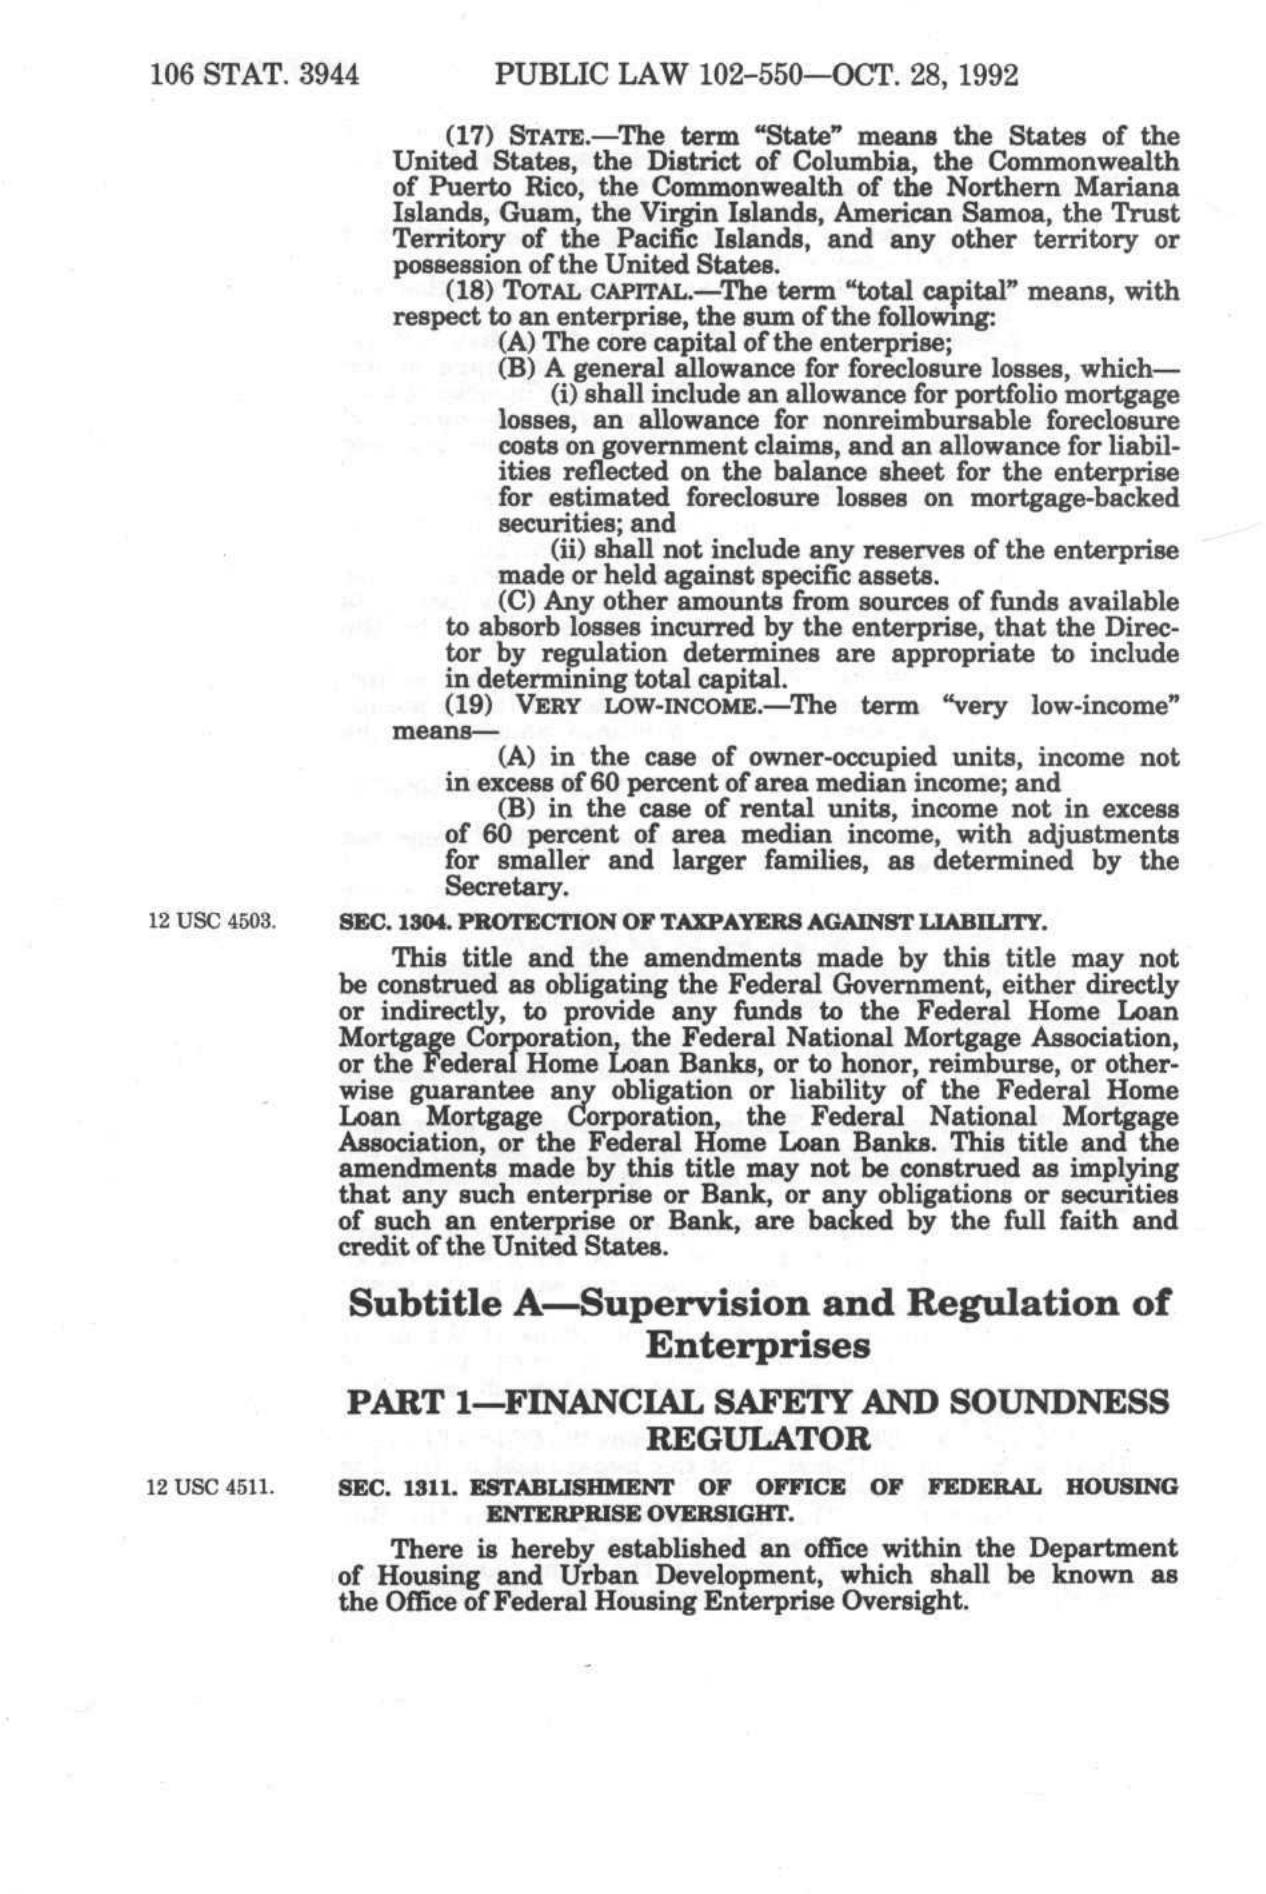 106 STAT. 3944 PUBLIC LAW 102-550—OCT. 28, 1992
(17) STATE.—The term “State” means the States of the
United States, the District of Columbia, the Commonwealth
of Puerto Rico, the Commonwealth of the Northern Mariana
Islands, Guam, the Virgin Islands, American Samoa, the Trust
Territory of the Pacific Islands, and any other territory or
possession of the United States.
(18) TOTAL CAPITAL.—The term “total capital” means, with
respect to an enterprise, the sum of the following:
(A) The core capital of the enterprise;
(B) A general allowance for foreclosure losses, which—
(i) shall include an allowance for portfolio mortgage
losses, an allowance for nonreimbursable foreclosure
costs on government claims, and an allowance for liabil-
ities reflected on the balance sheet for the enterprise
for estimated foreclosure losses on mortgage-backed
securities; and
(ii) shall not include any reserves of the enterprise
made or held against specific assets.
(C) Any other amounts from sources of funds available
to absorb losses incurred by the enterprise, that the Direc-
tor by regulation determines are appropriate to include
in determining total capital.
(19) VERY LOW-INCOME.—The term “very low-income”
means—
(A) in the case of owner-occupied units, income not
in excess of 60 percent of area median income; and
(B) in the case of rental units, income not in excess
of 60 percent of area median income, with adjustments
for smaller and larger families, as determined by the
Secretary.
12 USC 4503. SEC. 1304. PROTECTION OF TAXPAYERS AGAINST LIABILITY.
This title and the amendments made by this title may not
be construed as obligating the Federal Government, either directly
or indirectly, to provide any funds to the Federal Home Loan
Mortgage Corporation, the Federal National Mortgage Association,
or the Federal Home Loan Banks, or to honor, reimburse, or other-
wise guarantee any obligation or liability of the Federal Home
Loan Mortgage Corporation, the Federal National Mortgage
Association, or the Federal Home Loan Banks. This title and the
amendments made by this title may not be construed as implying
that any such enterprise or Bank, or any obligations or securities
of such an enterprise or Bank, are backed by the full faith and
credit of the United States.
Subtitle A—Supervision and Regulation of
Enterprises
PART 1—FINANCIAL SAFETY AND SOUNDNESS
REGULATOR
12 USC 4511. SEC. 1311. ESTABLISHMENT OF OFFICE OF FEDERAL HOUSING
ENTERPRISE OVERSIGHT.
There is hereby established an office within the Department
of Housing and Urban Development, which shall be known as
the Office of Federal Housing Enterprise Oversight.